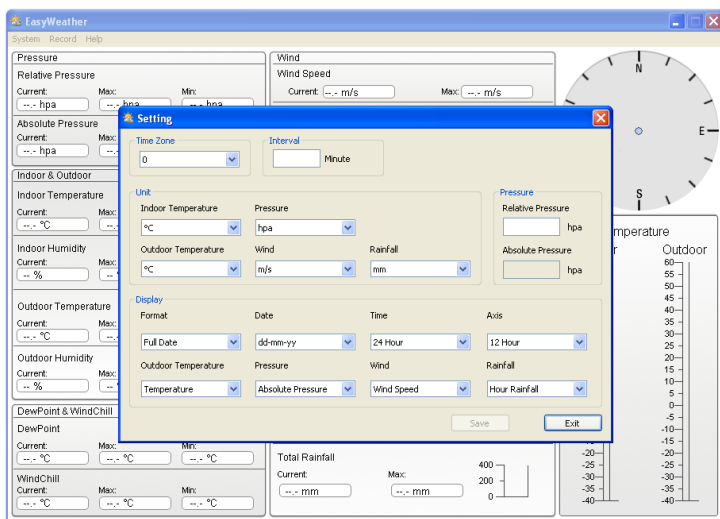 EasyWeather
System Record Help
Pressure
Relative Pressure
Current: Max: Min:
--.- hpa --.- hpa --.- hpa
Absolute Pressure
Current: Max:
--.- hpa
Indoor & Outdoor
Indoor Temperature
Current: Max:
--.- °C
Indoor Humidity
Current: Max:
-- % -- %
Outdoor Temperature
Current: Max:
--.- °C
Outdoor Humidity
Current: Max:
-- %
DewPoint & WindChill
DewPoint
Current: Max: Min:
--.- °C --.- °C --.- °C
WindChill
Current: Max: Min:
--.- °C --.- °C --.- °C
Wind
Wind Speed
Current: --.- m/s Max: --.- m/s
N
E
S
Setting
Time Zone
0
Interval
Minute
Unit
Indoor Temperature Pressure
°C hpa
Outdoor Temperature Wind Rainfall
°C m/s mm
Pressure
Relative Pressure
hpa
Absolute Pressure
hpa
Display
Format Date Time Axis
Full Date dd-mm-yy 24 Hour 12 Hour
Outdoor Temperature Pressure Wind Rainfall
Temperature Absolute Pressure Wind Speed Hour Rainfall
Save Exit
Total Rainfall
Current: Max:
--.- mm --.- mm
400
200
0
Outdoor
60
55
50
45
40
35
30
25
20
15
10
5
0
-5
-10
-15 -15
-20 -20
-25 -25
-30 -30
-35 -35
-40 -40